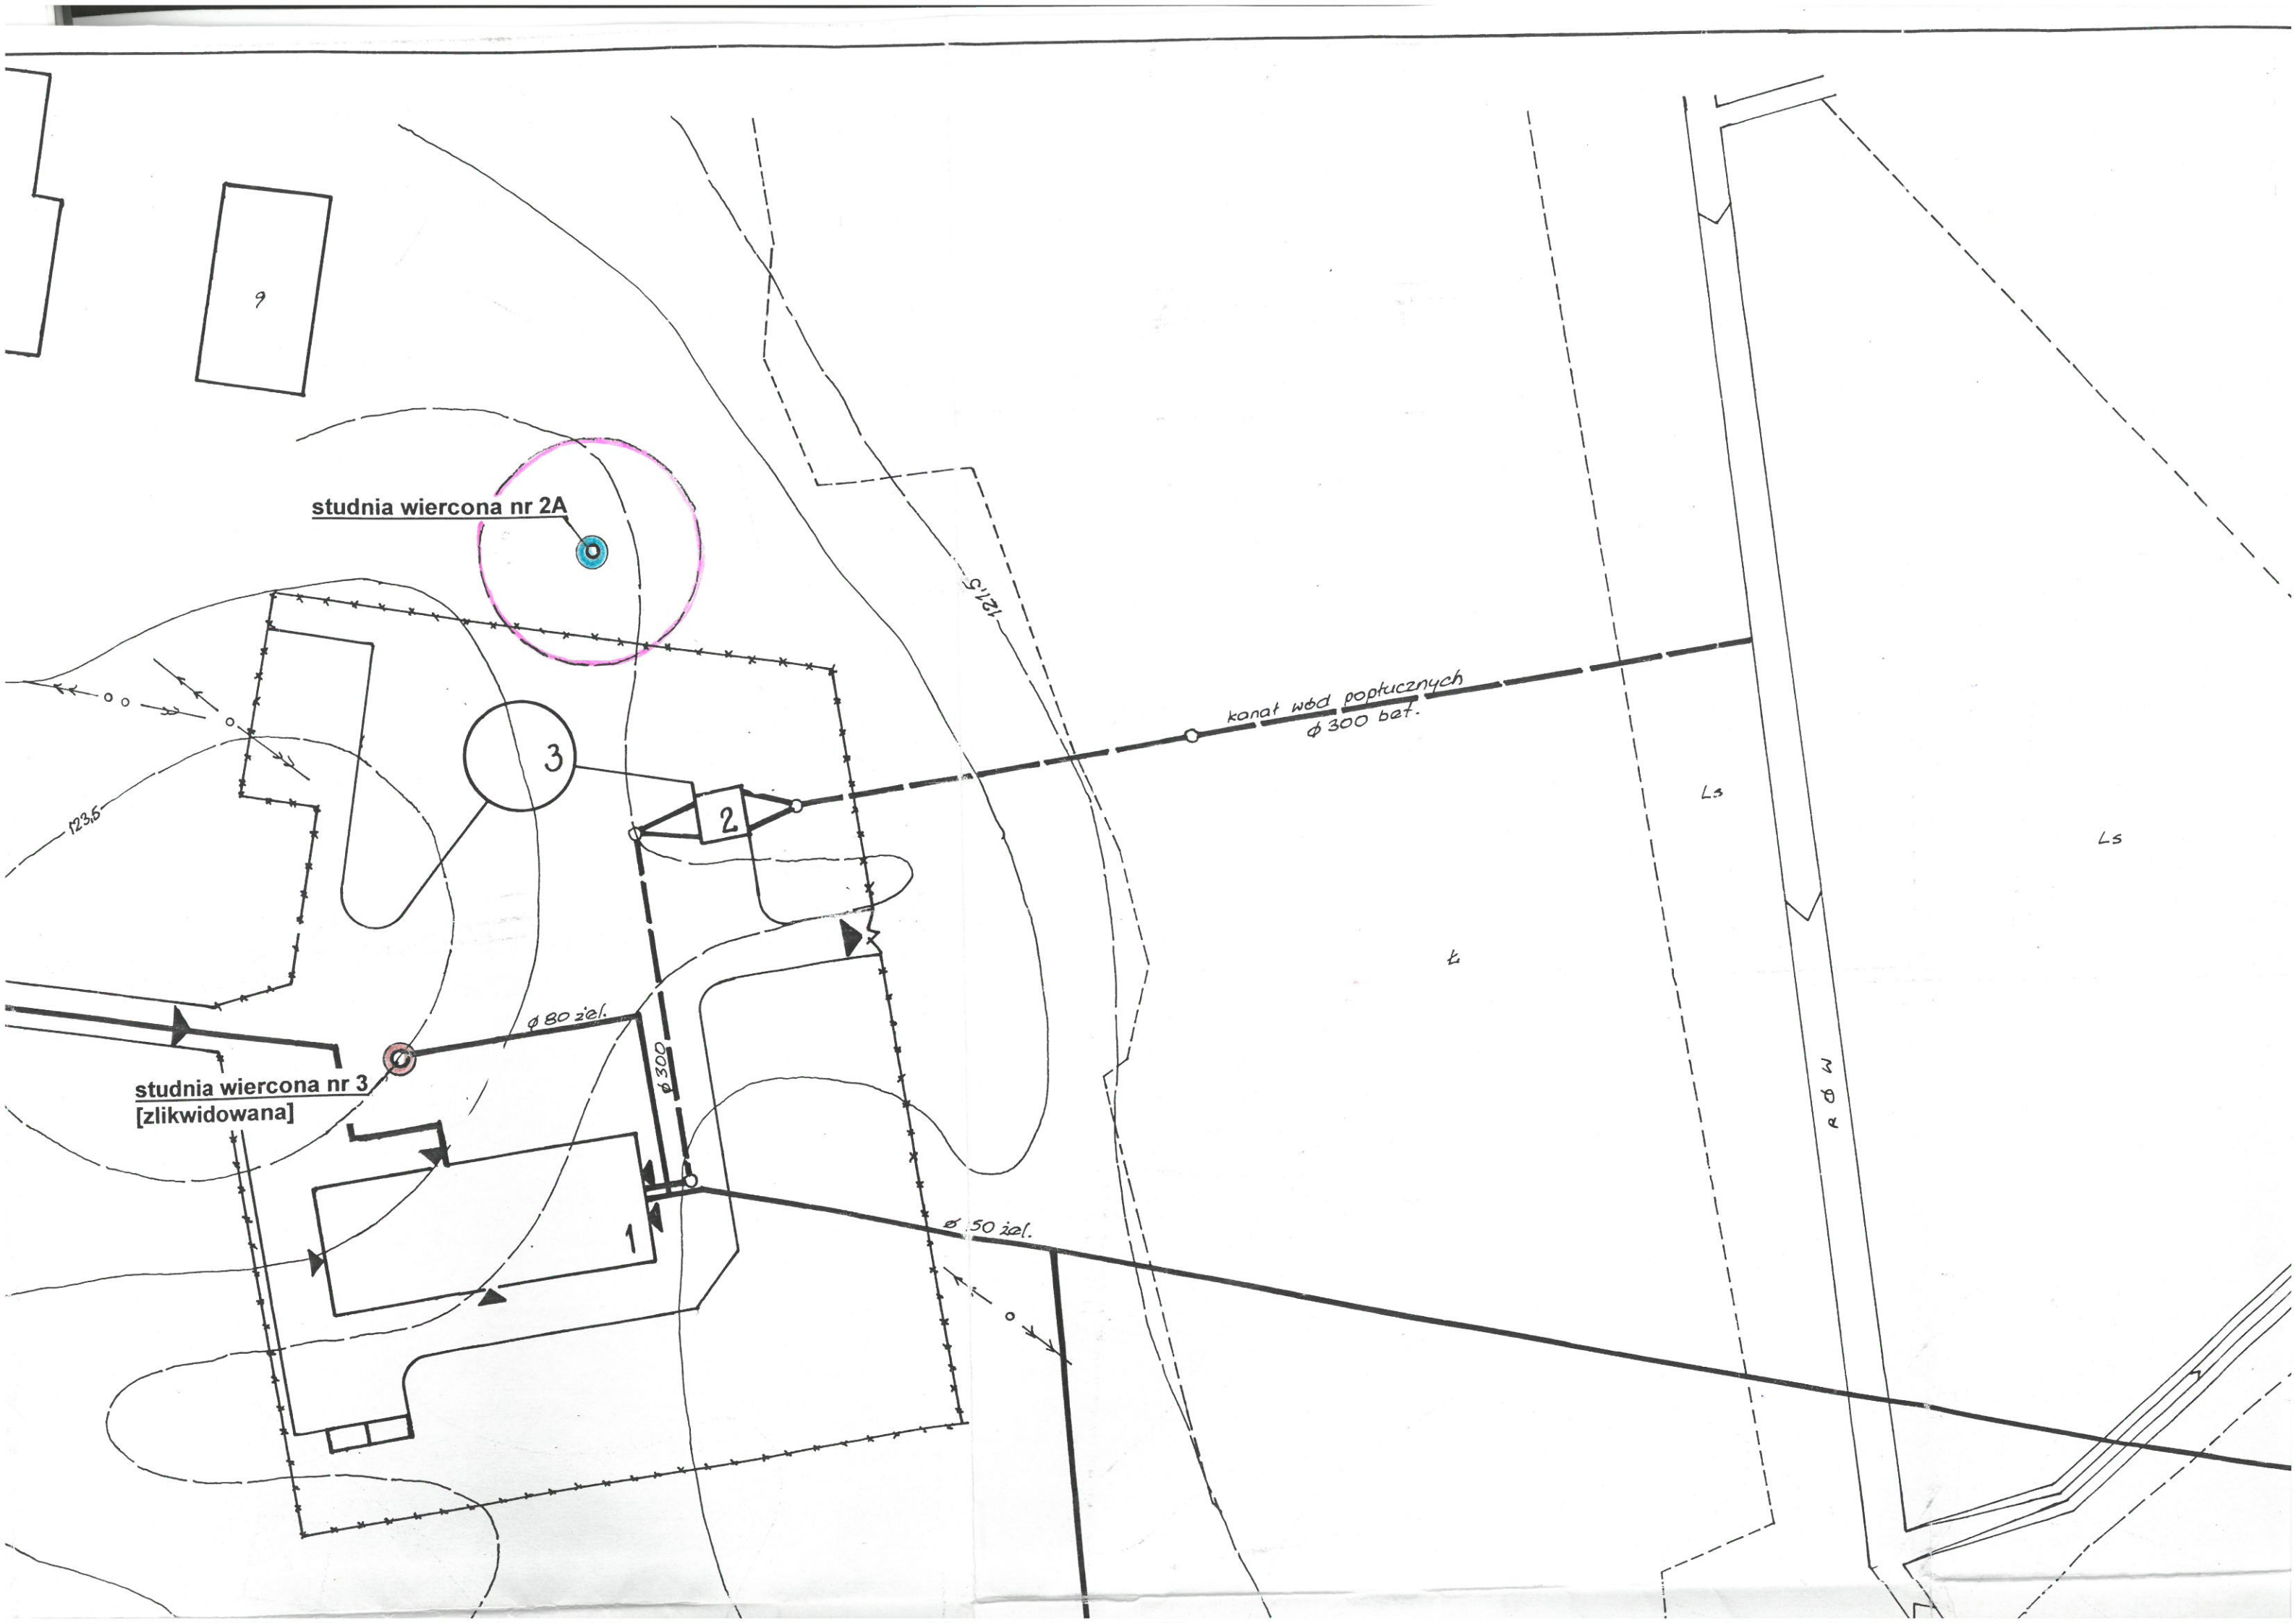 9
studnia wiercona nr 2A
121,5
kanał wód popłucznych
ϕ 300 bet.
3
2
Ls
123,5
Ls
Ł
ϕ 80 żel.
ϕ 300
RÓW
studnia wiercona nr 3
[zlikwidowana]
1
ϕ 50 żel.